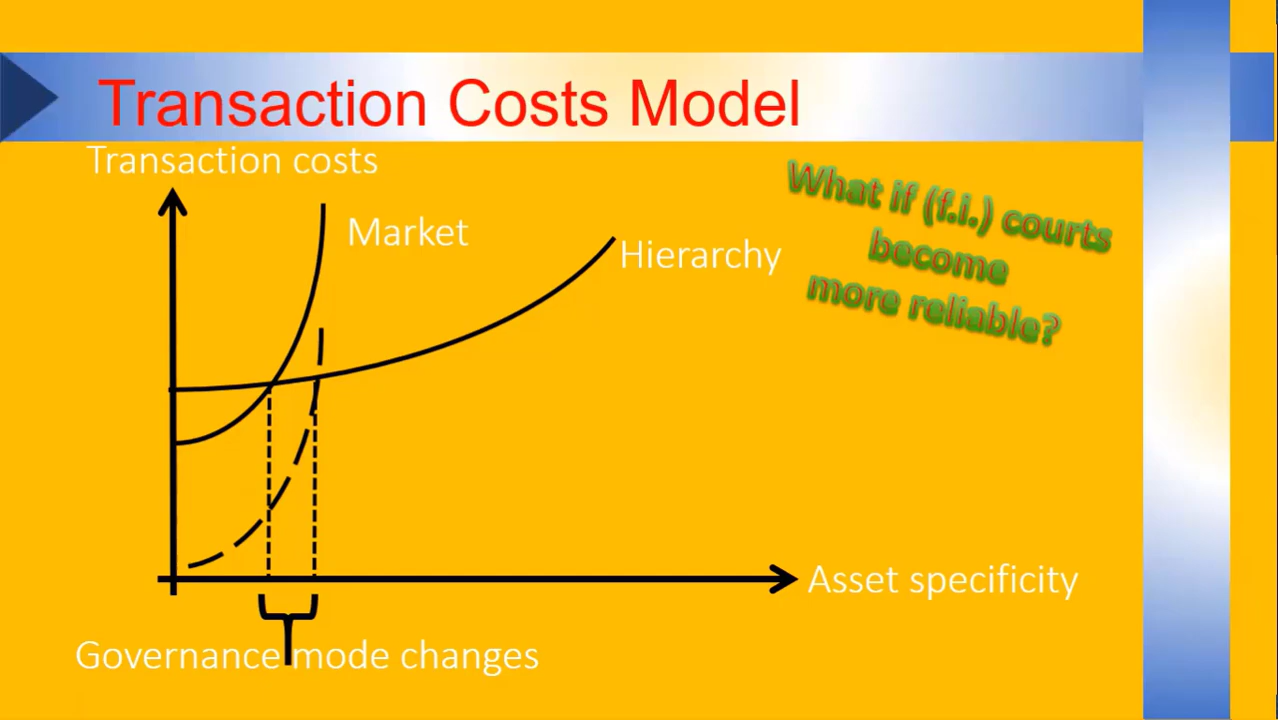 Transaction Costs Model
Transaction costs
What if (f.i.) courts
become
more reliable?
Market
Hierarchy
Asset specificity
Governance mode changes